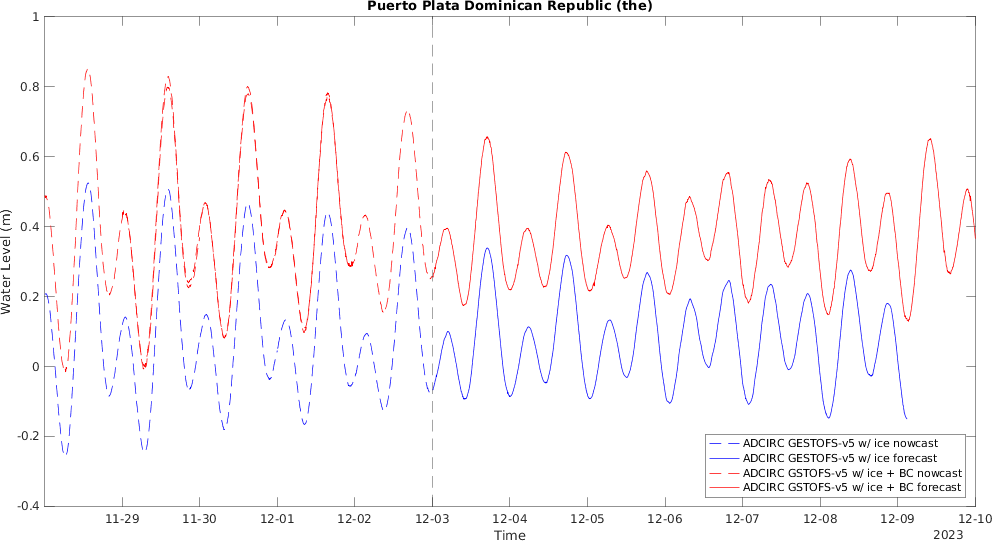 Puerto Plata Dominican Republic (the)
Water Level (m)
1
0.8
0.6
0.4
0.2
0
-0.2
-0.4
ADCIRC GESTOFS-v5 w/ ice nowcast
ADCIRC GESTOFS-v5 w/ ice forecast
ADCIRC GSTOFS-v5 w/ ice + BC nowcast
ADCIRC GSTOFS-v5 w/ ice + BC forecast
11-29 11-30 12-01 12-02 12-03 12-04 12-05 12-06 12-07 12-08 12-09 12-10
Time
2023